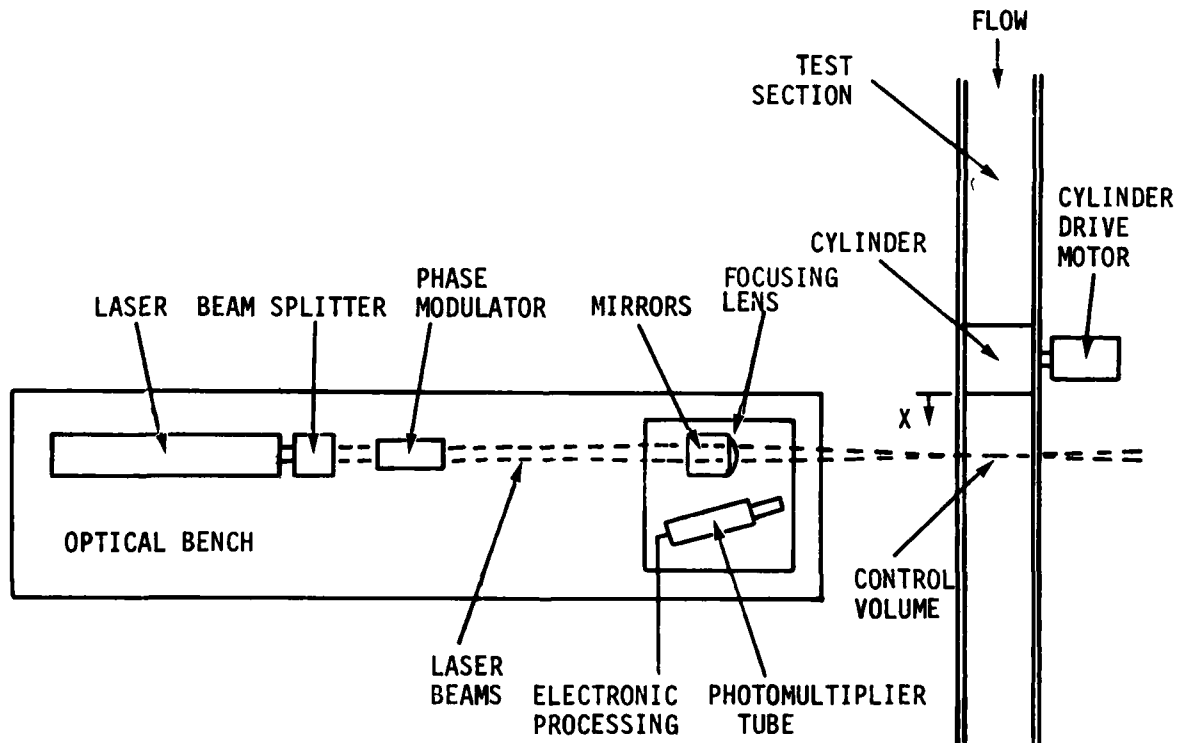 FLOW
TEST
SECTION
CYLINDER
DRIVE
MOTOR
CYLINDER
FOCUSING
LENS
PHASE
MODULATOR
LASER
BEAM SPLITTER
MIRRORS
X
OPTICAL BENCH
CONTROL
VOLUME
LASER
BEAMS
ELECTRONIC
PROCESSING
PHOTOMULTIPLIER
TUBE